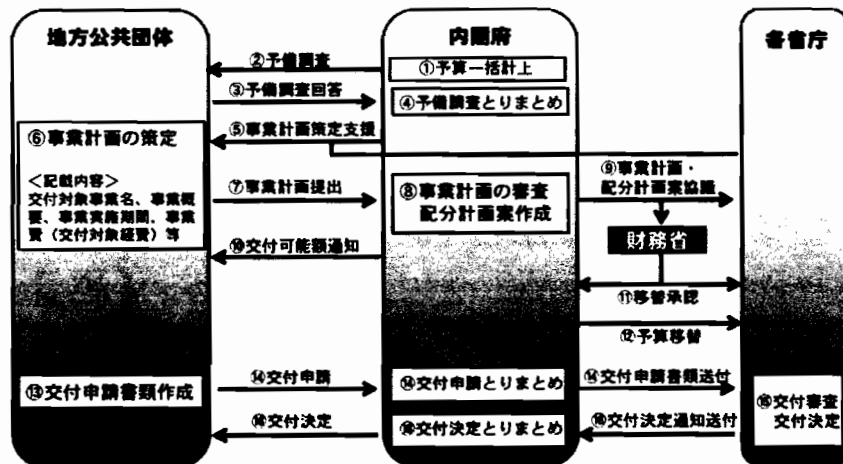 地方公共団体
内閣府
各省庁
②予備調査
①予算一括計上
③予備調査回答
④予備調査とりまとめ
⑤事業計画策定支援
⑥事業計画の策定
＜記載内容＞
交付対象事業名、事業概
要、事業実施期間、事業
費（交付対象経費）等
⑦事業計画提出
⑧事業計画の審査
配分計画案作成
⑨事業計画・
配分計画案協議
財務省
⑩交付可能額通知
⑪移替承認
⑫予算移替
⑬交付申請書類作成
⑭交付申請
⑭交付申請とりまとめ
⑭交付申請書類送付
⑮交付審査
交付決定
⑯交付決定
⑯交付決定とりまとめ
⑯交付決定通知送付